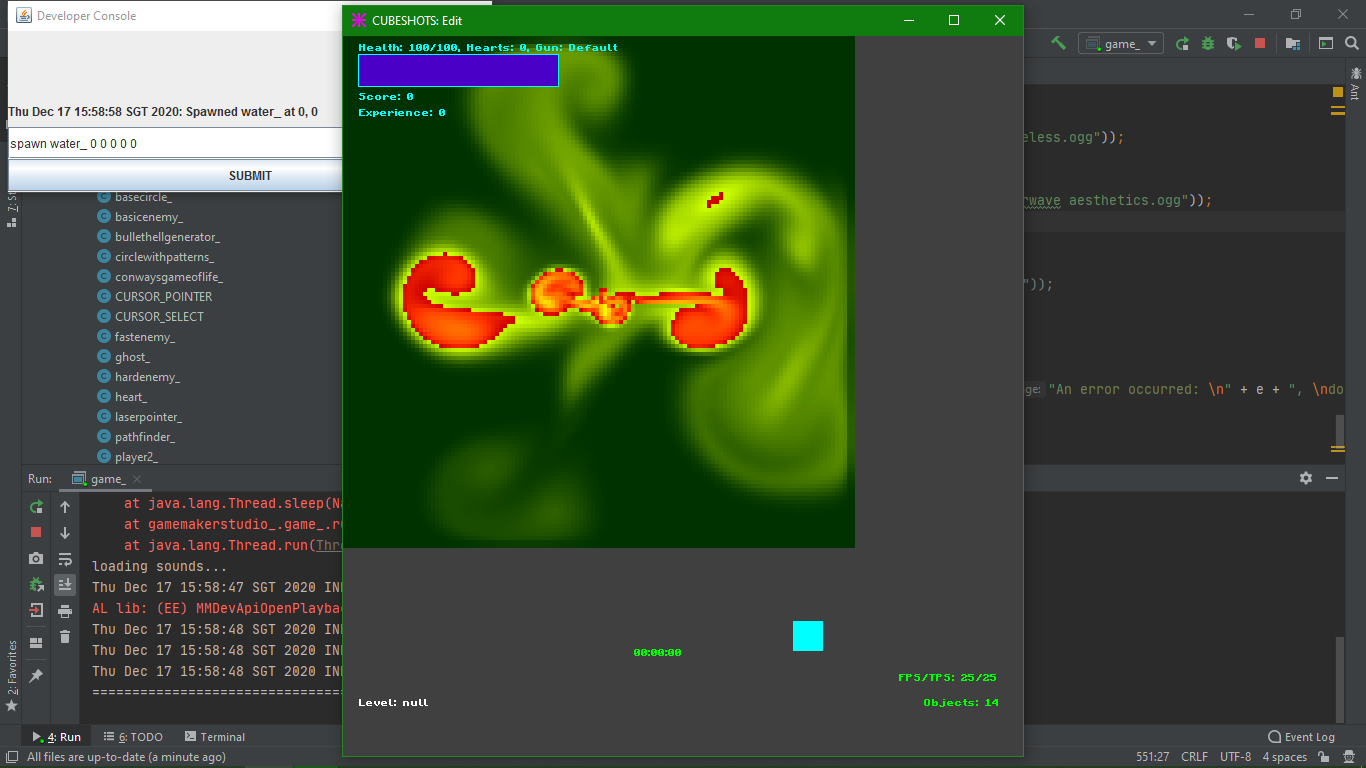 Developer Console
Thu Dec 17 15:58:58 SGT 2020: Spawned water_ at 0, 0
spawn water_ 0 0 0 0 0
SUBMIT
basecircle_
basicenemy_
bullethellgenerator_
circlewithpatterns_
conwaysgameoflife_
CURSOR_POINTER
CURSOR_SELECT
fastenemy_
ghost_
hardenemy_
heart_
laserpointer_
pathfinder_
player2_
CUBESHOTS: Edit
Health: 100/100, Hearts: 0, Gun: Default
Score: 0
Experience: 0
00:00:00
FPS/TPS: 25/25
Level: null
Objects: 14
game_
Ant
eless.ogg"));
rwave aesthetics.ogg"));
"));
ge: "An error occurred: \n" + e + ", \ndo
Run:
game_
at java.lang.Thread.sleep(Na
at gamemakerstudio_.game_.ru
at java.lang.Thread.run(Thre
loading sounds...
Thu Dec 17 15:58:47 SGT 2020 INF
AL lib: (EE) MMDevApiOpenPlayba
Thu Dec 17 15:58:48 SGT 2020 INF
Thu Dec 17 15:58:48 SGT 2020 INF
Thu Dec 17 15:58:48 SGT 2020 INF
===============================
2: Favorites
4: Run
6: TODO
Terminal
Event Log
All files are up-to-date (a minute ago)
551:27
CRLF
UTF-8
4 spaces